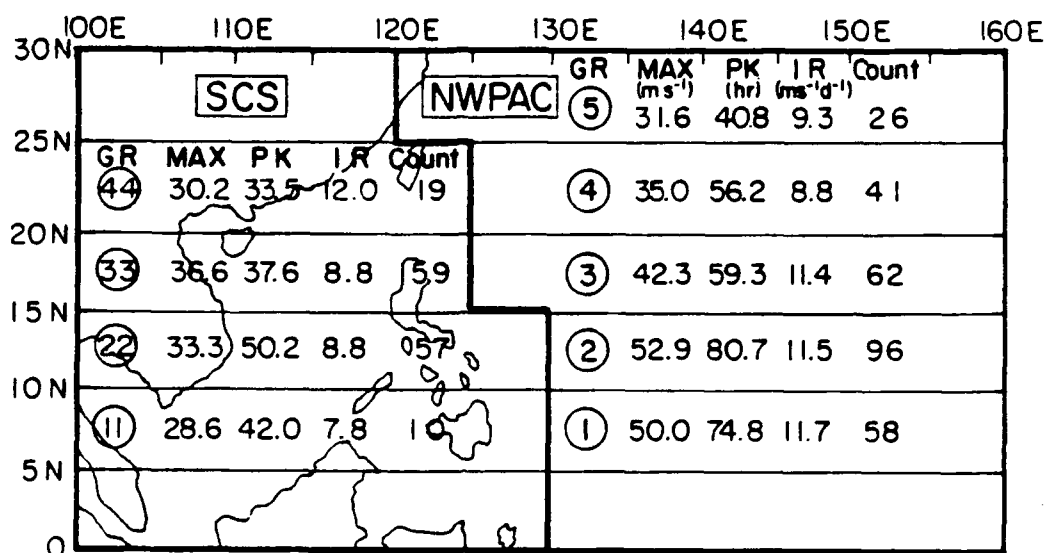 100E 110E 120E 130E 140E 150E 160E
30N
SCS NWPAC
GR MAX PK IR Count
(m s⁻¹) (hr) (ms⁻¹d⁻¹)
5 31.6 40.8 9.3 26
25N
GR MAX PK IR Count
44 30.2 33.5 12.0 19
4 35.0 56.2 8.8 41
20N
33 36.6 37.6 8.8 59
3 42.3 59.3 11.4 62
15N
22 33.3 50.2 8.8 57
2 52.9 80.7 11.5 96
10N
11 28.6 42.0 7.8
1 50.0 74.8 11.7 58
5N
0